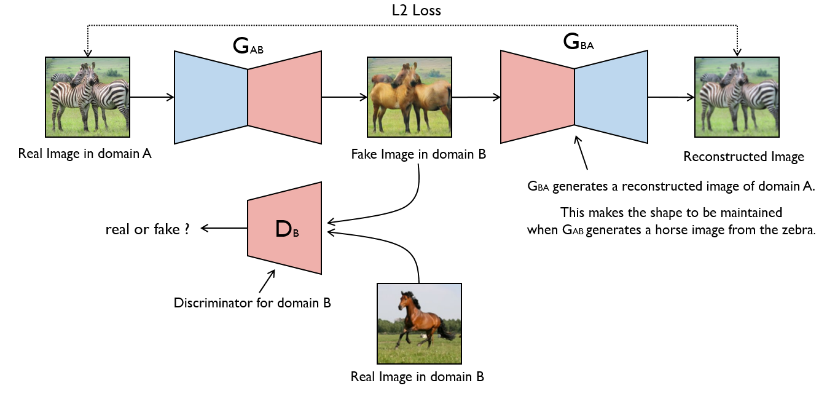 L2 Loss
GAB
GBA
Real Image in domain A
Fake Image in domain B
Reconstructed Image
GBA generates a reconstructed image of domain A.
This makes the shape to be maintained
when GAB generates a horse image from the zebra.
real or fake ?
DB
Discriminator for domain B
Real Image in domain B